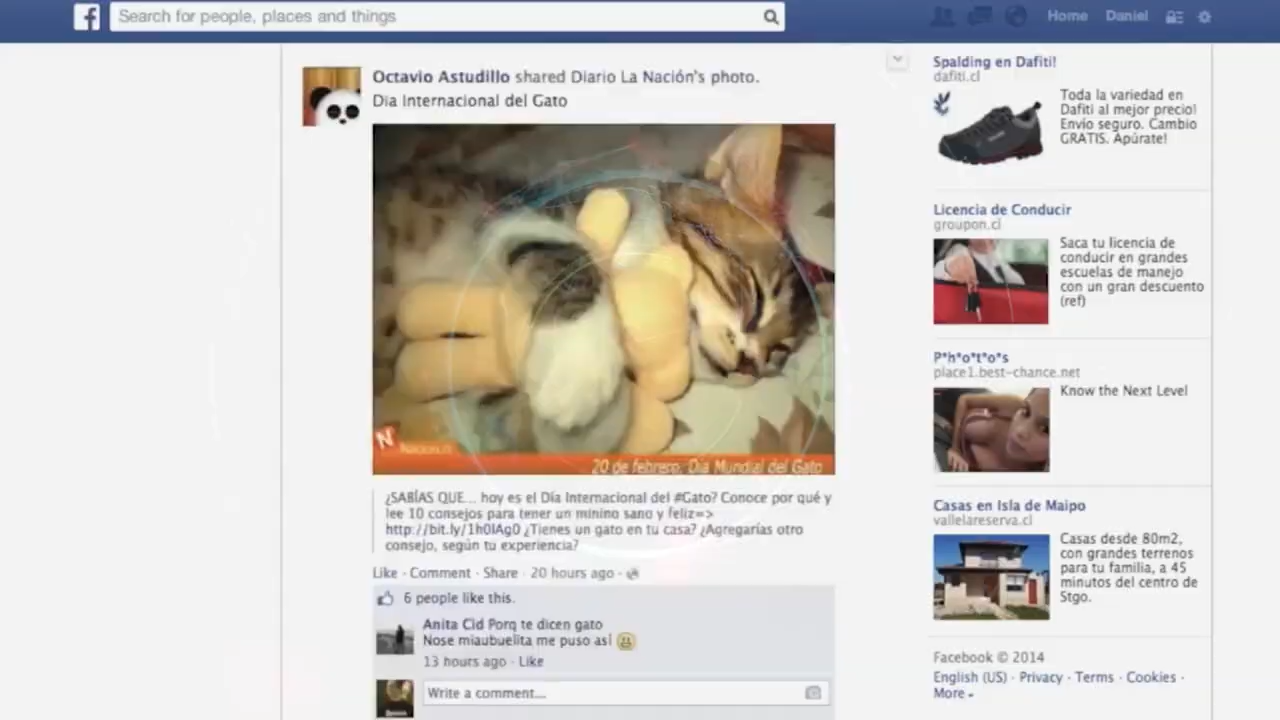 f
Search for people, places and things
Home
Daniel
Octavio Astudillo shared Diario La Nación's photo.
Dia Internacional del Gato
N Nacion.cl
20 de febrero, Dia Mundial del Gato
¿SABÍAS QUE... hoy es el Día Internacional del #Gato? Conoce por qué y
lee 10 consejos para tener un minino sano y feliz=>
http://bit.ly/1h0lAg0 ¿Tienes un gato en tu casa? ¿Agregarías otro
consejo, según tu experiencia?
Like · Comment · Share · 20 hours ago ·
6 people like this.
Anita Cid Porq te dicen gato
Nose miaubuelita me puso asi
13 hours ago · Like
Write a comment...
Spalding en Dafiti!
dafiti.cl
Toda la variedad en
Dafiti al mejor precio!
Envío seguro. Cambio
GRATIS. Apúrate!
Licencia de Conducir
groupon.cl
Saca tu licencia de
conducir en grandes
escuelas de manejo
con un gran descuento
(ref)
P*h*o*t*o*s
place1.best-chance.net
Know the Next Level
Casas en Isla de Maipo
vallelareserva.cl
Casas desde 80m2,
con grandes terrenos
para tu familia, a 45
minutos del centro de
Stgo.
Facebook © 2014
English (US) · Privacy · Terms · Cookies ·
More